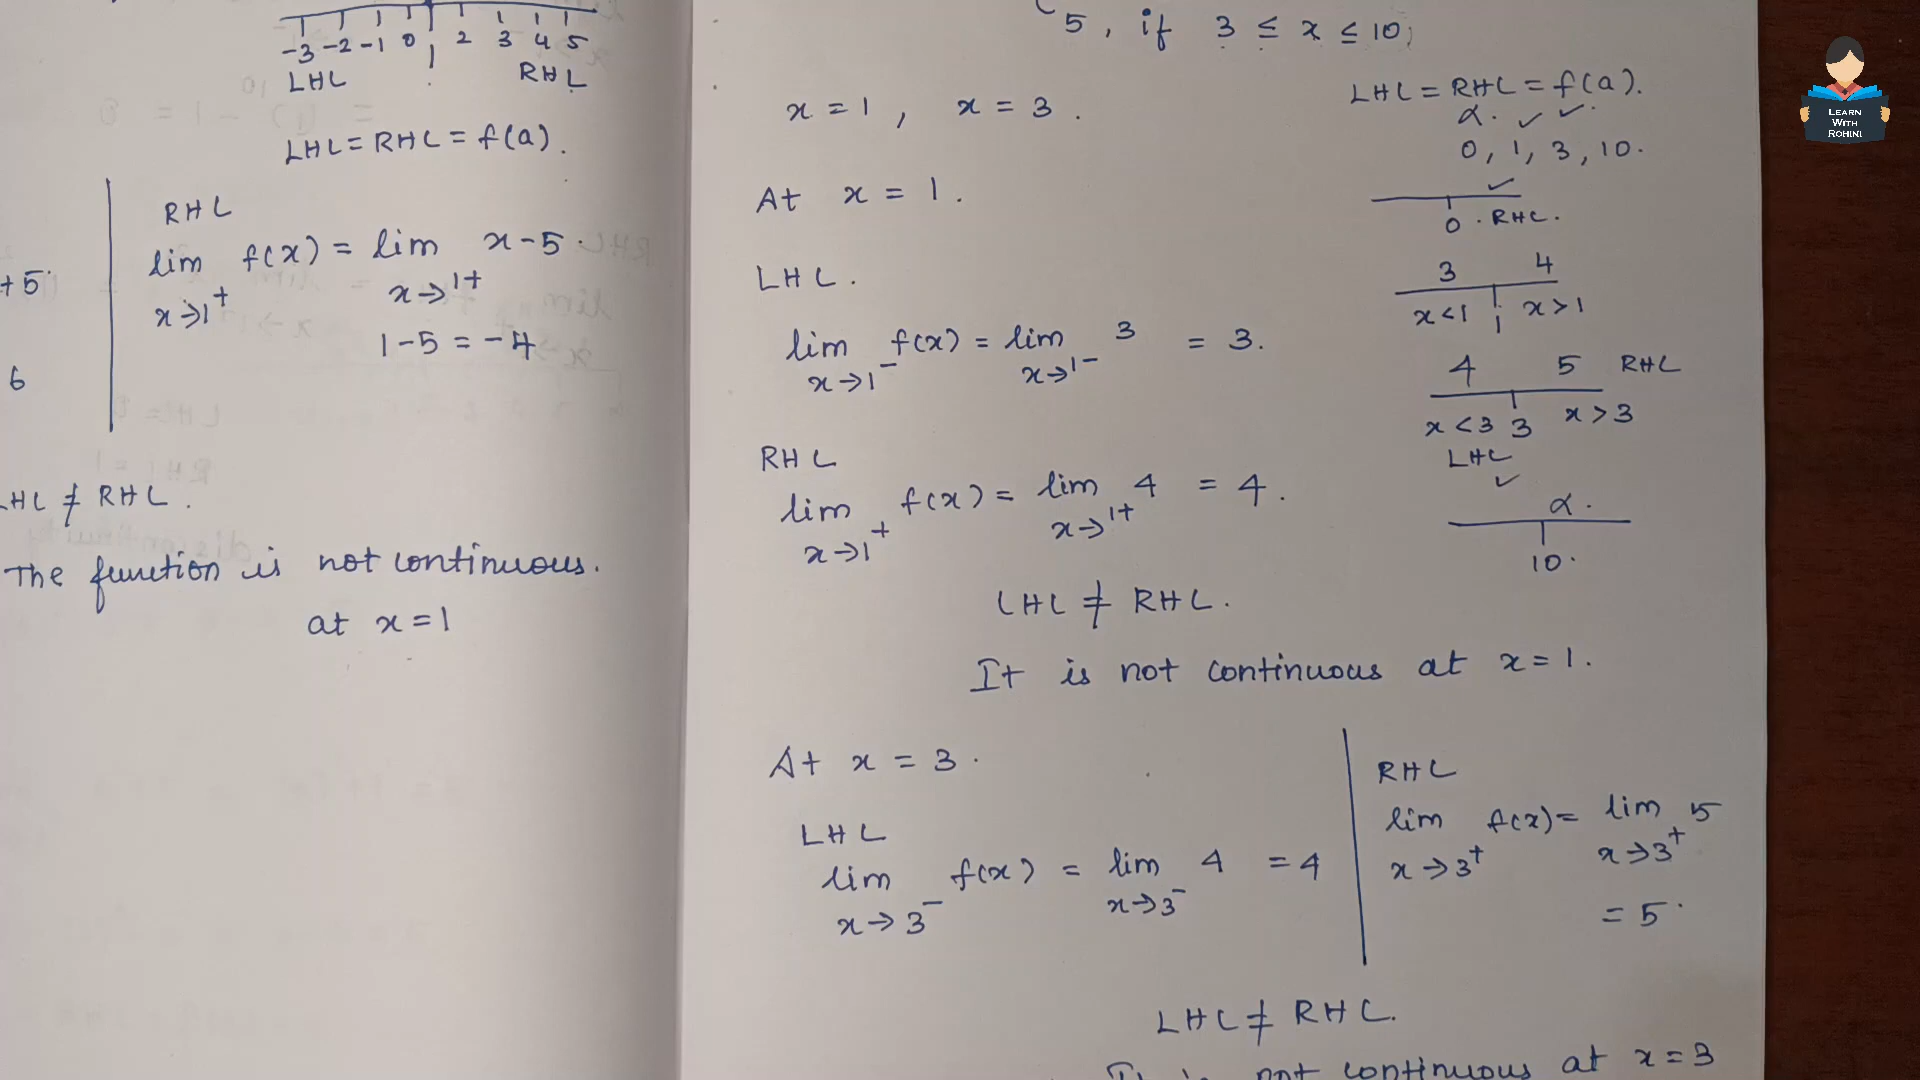 -3 -2 -1 0 1 2 3 4 5
LHL RHL
LHL = RHL = f(a).
RHL
lim f(x) = lim x-5.
x→1⁺ x→1+
1-5 = -4
+5.
6
HL ≠ RHL.
The function is not continuous.
at x=1
5, if 3 ≤ x ≤ 10,
x = 1, x = 3.
At x = 1.
LHL.
lim f(x) = lim 3 = 3.
x→1⁻ x→1-
RHL
lim f(x) = lim 4 = 4.
x→1⁺ x→1+
LHL ≠ RHL.
It is not continuous at x=1.
At x = 3.
LHL
lim f(x) = lim 4 = 4
x→3⁻ x→3⁻
RHL
lim f(x) = lim 5
x→3⁺ x→3⁺
= 5.
LHL ≠ RHL.
not continuous at x=3
LHL = RHL = f(a).
0, 1, 3, 10.
0. RHL.
3 4
x<1 1 x>1
4 5 RHL
x<3 3 x>3
LHL
10.
LEARN
WITH
ROHINI